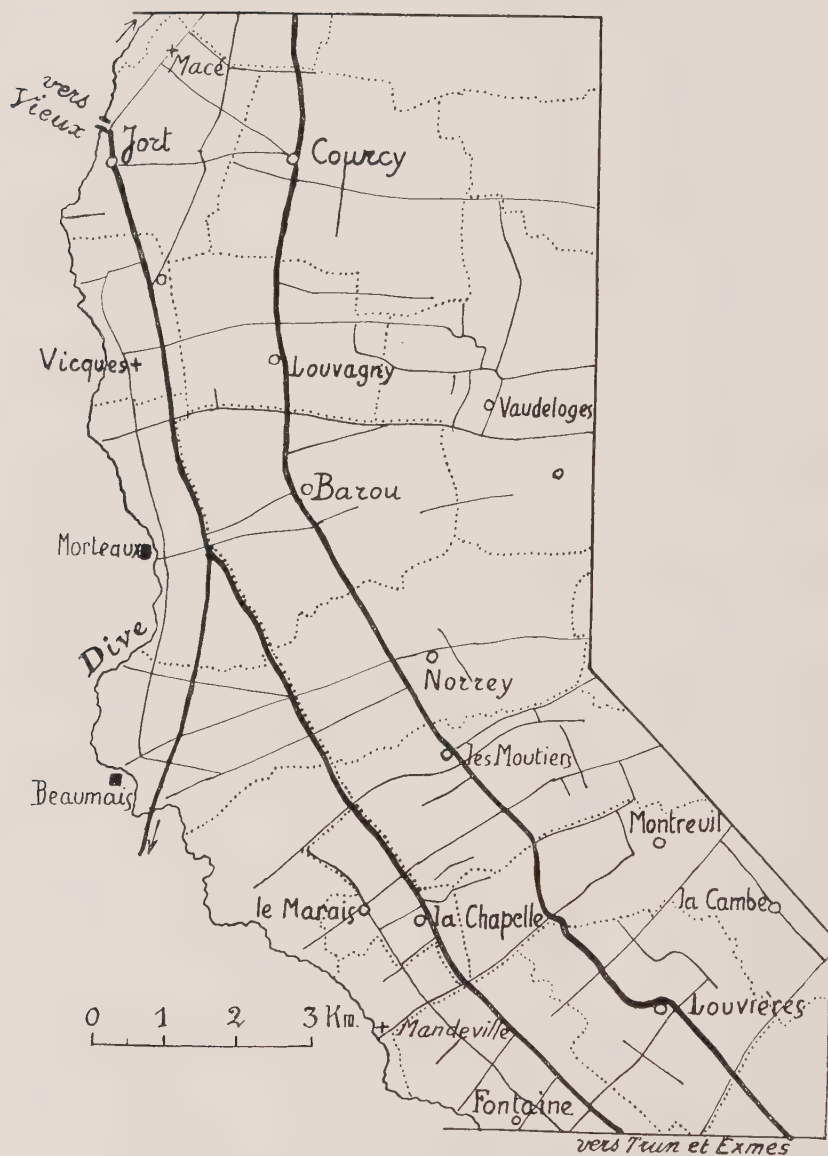 Macé
vers
Vieux
Jort
Courcy
Vicques
Louvagny
Vaudeloges
Barou
Morteaux
Dive
Norrey
les Moutiers
Beaumais
Montreuil
le Marais
la Chapelle
la Cambe
0 1 2 3 Km.
Mandeville
Louvières
Fontaine
vers Trun et Exmes